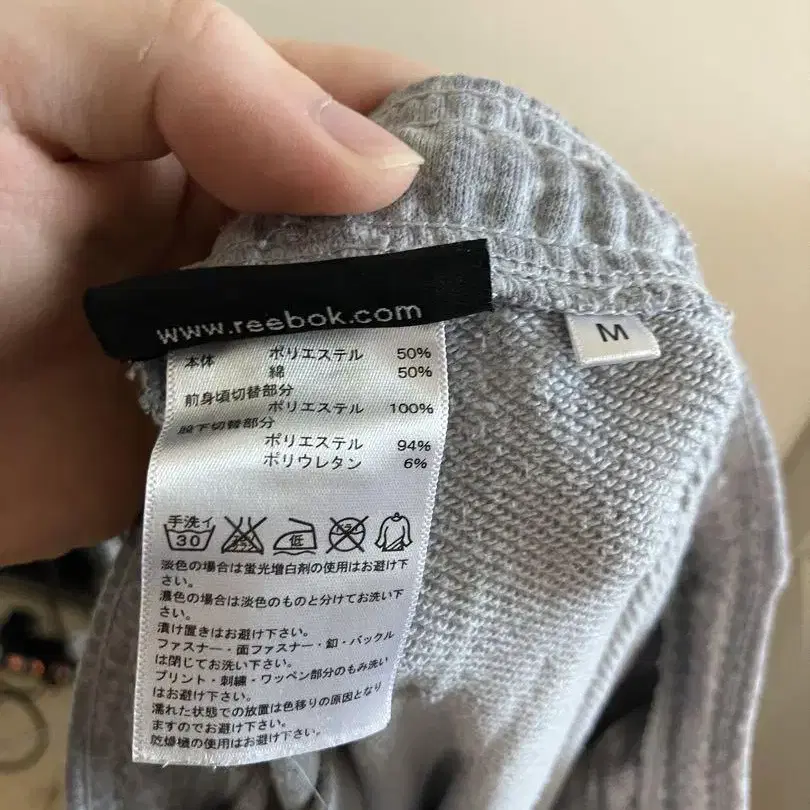 www.reebok.com
M
本体 ポリエステル 50%
綿 50%
前身頃切替部分
ポリエステル 100%
股下切替部分
ポリエステル 94%
ポリウレタン 6%
手洗イ
30
低
ドライ
淡色の場合は蛍光増白剤の使用はお避け下
さい。
濃色の場合は淡色のものと分けてお洗い下
さい。
漬け置きはお避け下さい。
ファスナー・面ファスナー・釦・バックル
は閉じてお洗い下さい。
プリント・刺繍・ワッペン部分のもみ洗い
はお避け下さい。
濡れた状態での放置は色移りの原因となり
ますのでお避け下さい。
乾燥機の使用はお避け下さい。